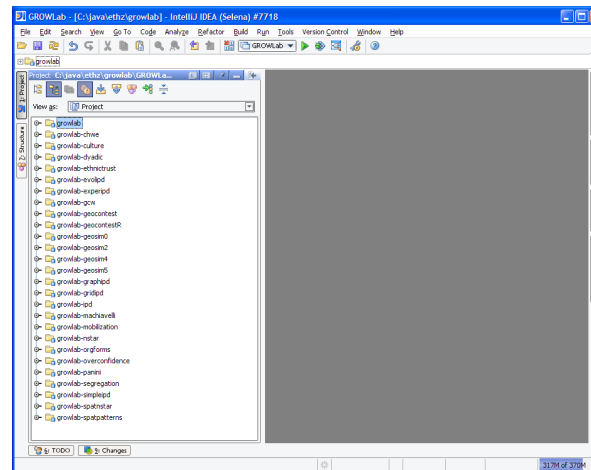 GROWLab - [C:\java\ethz\growlab] - IntelliJ IDEA (Selena) #7718
File Edit Search View Go To Code Analyze Refactor Build Run Tools Version Control Window Help
GROWLab
growlab
1: Project
Project C:\java\ethz\growlab\GROWLa...
View as: Project
7: Structure
growlab
growlab-chwe
growlab-culture
growlab-dyadic
growlab-ethnictrust
growlab-evolipd
growlab-experipd
growlab-gcw
growlab-geocontest
growlab-geocontestR
growlab-geosim0
growlab-geosim2
growlab-geosim4
growlab-geosim5
growlab-graphipd
growlab-gridipd
growlab-ipd
growlab-machiavelli
growlab-mobilization
growlab-nstar
growlab-orgforms
growlab-overconfidence
growlab-panini
growlab-segregation
growlab-simpleipd
growlab-spatnstar
growlab-spatpatterns
6: TODO 9: Changes
317M of 370M